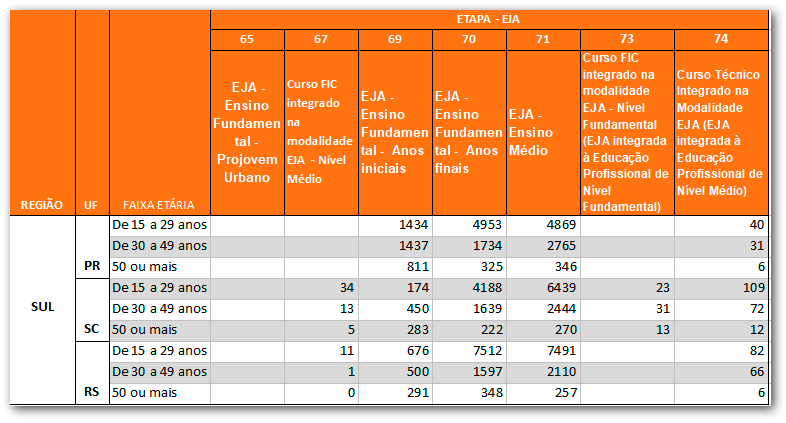 ETAPA - EJA
65 67 69 70 71 73 74
REGIÃO UF FAIXA ETÁRIA
EJA -
Ensino
Fundamen
tal -
Projovem
Urbano
Curso FIC
integrado
na
modalidade
EJA - Nível
Médio
EJA -
Ensino
Fundamen
tal - Anos
iniciais
EJA -
Ensino
Fundamen
tal - Anos
finais
EJA -
Ensino
Médio
Curso FIC
integrado na
modalidade
EJA - Nível
Fundamental
(EJA integrada
à Educação
Profissional de
Nível
Fundamental)
Curso Técnico
Integrado na
Modalidade
EJA (EJA
integrada à
Educação
Profissional de
Nível Médio)
SUL
PR
De 15 a 29 anos 1434 4953 4869 40
De 30 a 49 anos 1437 1734 2765 31
50 ou mais 811 325 346 6
SC
De 15 a 29 anos 34 174 4188 6439 23 109
De 30 a 49 anos 13 450 1639 2444 31 72
50 ou mais 5 283 222 270 13 12
RS
De 15 a 29 anos 11 676 7512 7491 82
De 30 a 49 anos 1 500 1597 2110 66
50 ou mais 0 291 348 257 6